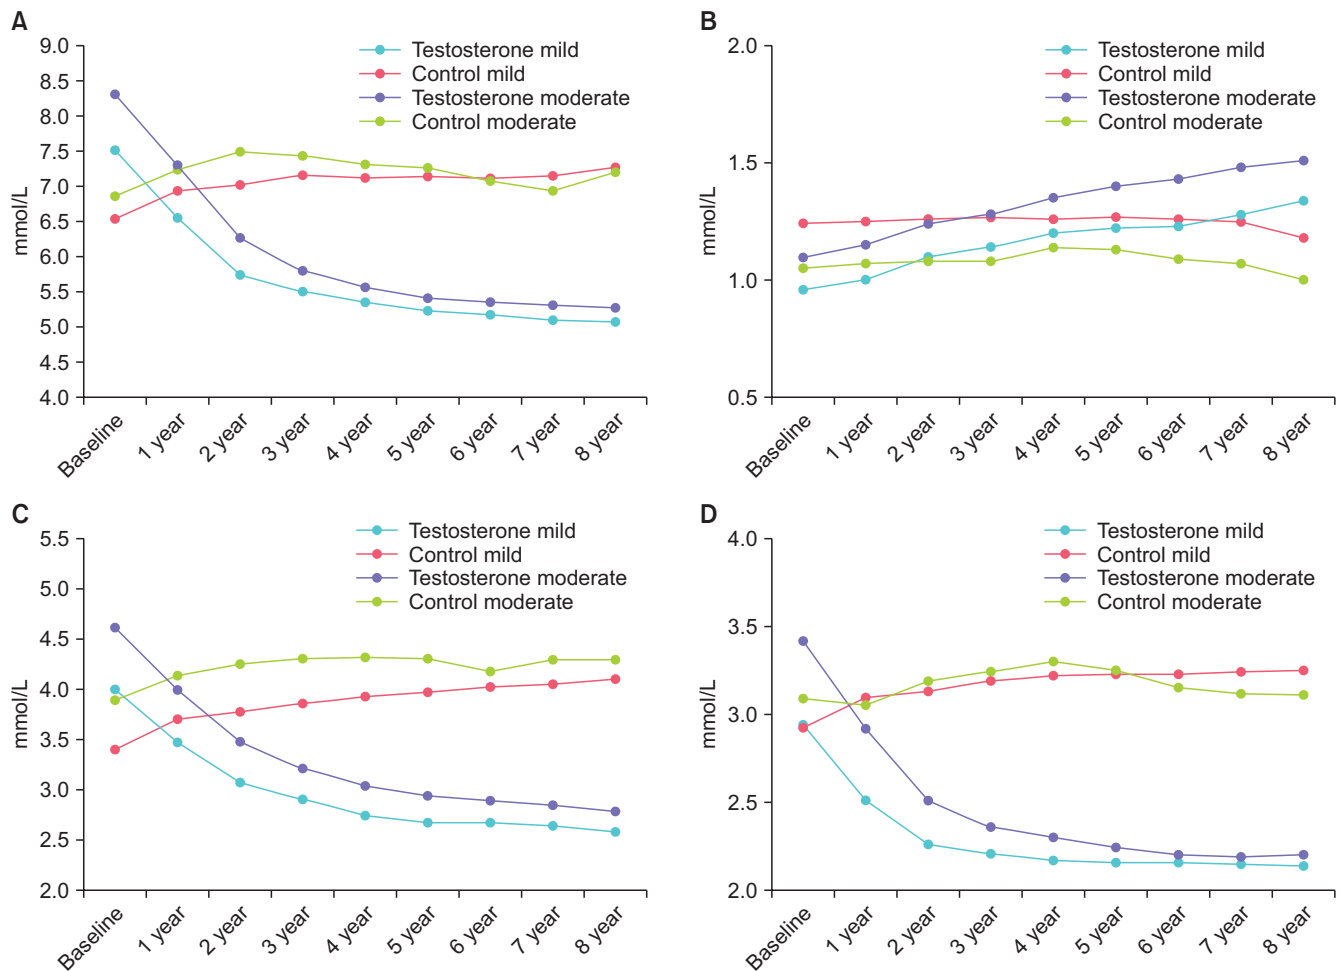 A
mmol/L
9.0
8.5
8.0
7.5
7.0
6.5
6.0
5.5
5.0
4.5
4.0
Testosterone mild
Control mild
Testosterone moderate
Control moderate
Baseline
1 year
2 year
3 year
4 year
5 year
6 year
7 year
8 year
B
mmol/L
2.0
1.5
1.0
0.5
Testosterone mild
Control mild
Testosterone moderate
Control moderate
Baseline
1 year
2 year
3 year
4 year
5 year
6 year
7 year
8 year
C
mmol/L
5.5
5.0
4.5
4.0
3.5
3.0
2.5
2.0
Testosterone mild
Control mild
Testosterone moderate
Control moderate
Baseline
1 year
2 year
3 year
4 year
5 year
6 year
7 year
8 year
D
mmol/L
4.0
3.5
3.0
2.5
2.0
Testosterone mild
Control mild
Testosterone moderate
Control moderate
Baseline
1 year
2 year
3 year
4 year
5 year
6 year
7 year
8 year